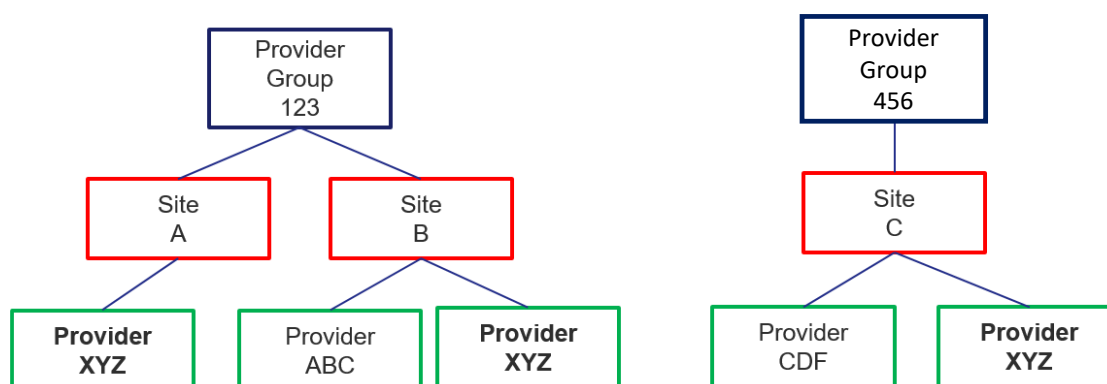 Provider
Group
123
Provider
Group
456
Site
A
Site
B
Site
C
Provider
XYZ
Provider
ABC
Provider
XYZ
Provider
CDF
Provider
XYZ